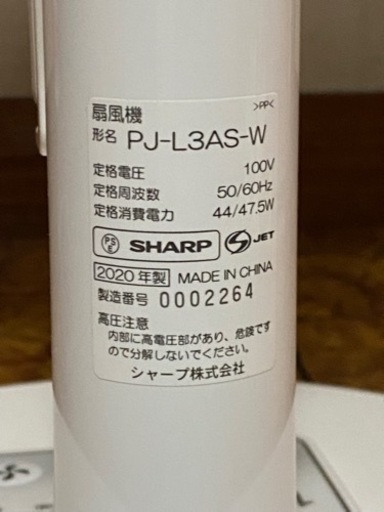 扇風機 >PP<
形名 PJ-L3AS-W
定格電圧 100V
定格周波数 50/60Hz
定格消費電力 44/47.5W
PSE SHARP S JET
2020年製 MADE IN CHINA
製造番号 0002264
高圧注意
内部に高電圧部があり、危険です
ので分解しないでください。
シャープ株式会社